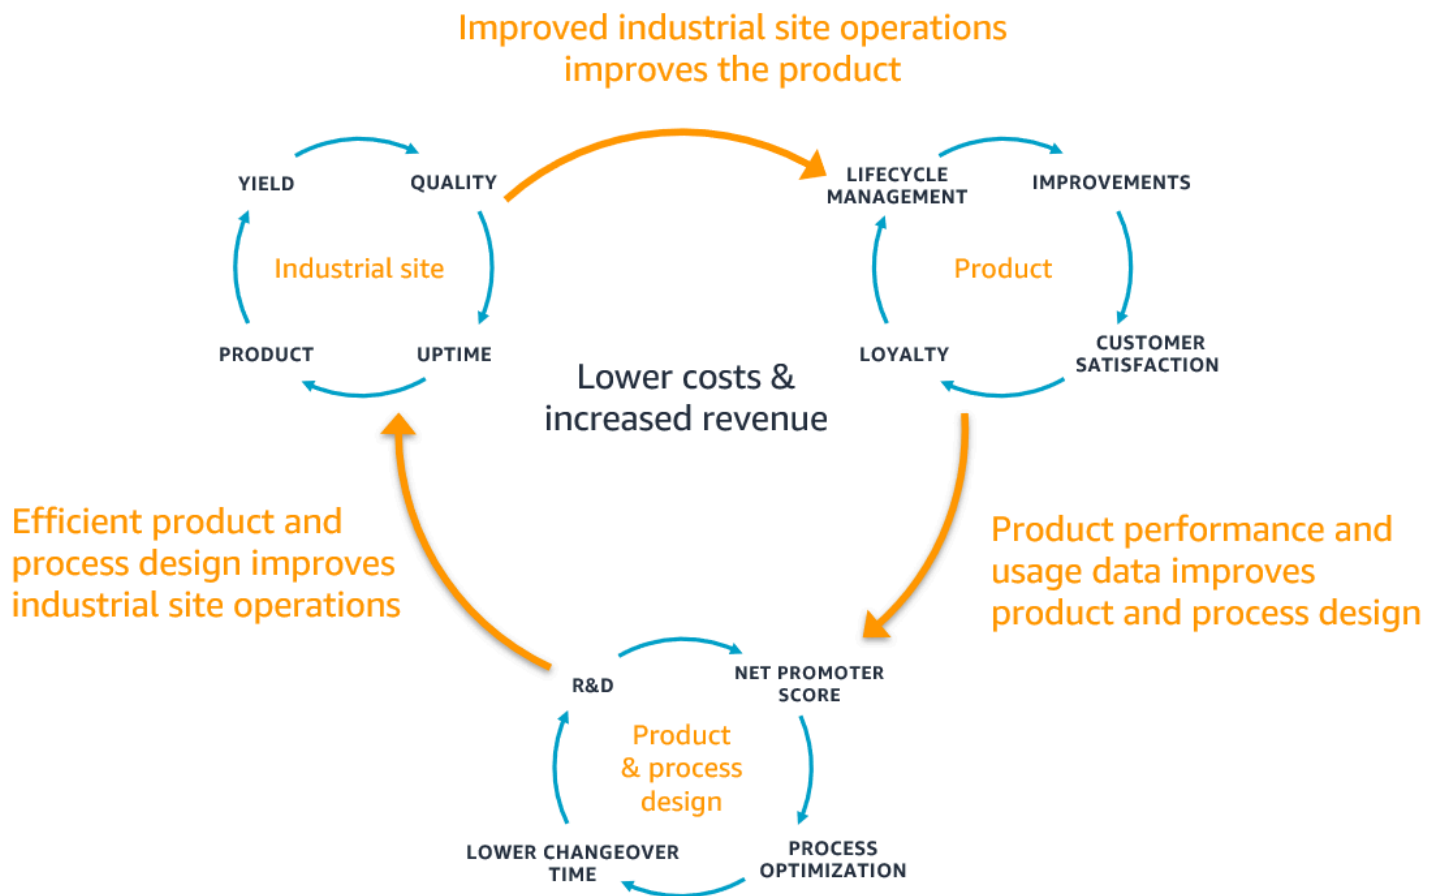 Improved industrial site operations
improves the product
YIELD
QUALITY
Industrial site
PRODUCT
UPTIME
LIFECYCLE
MANAGEMENT
IMPROVEMENTS
Product
LOYALTY
CUSTOMER
SATISFACTION
Lower costs &
increased revenue
Efficient product and
process design improves
industrial site operations
Product performance and
usage data improves
product and process design
R&D
NET PROMOTER
SCORE
Product
& process
design
LOWER CHANGEOVER
TIME
PROCESS
OPTIMIZATION